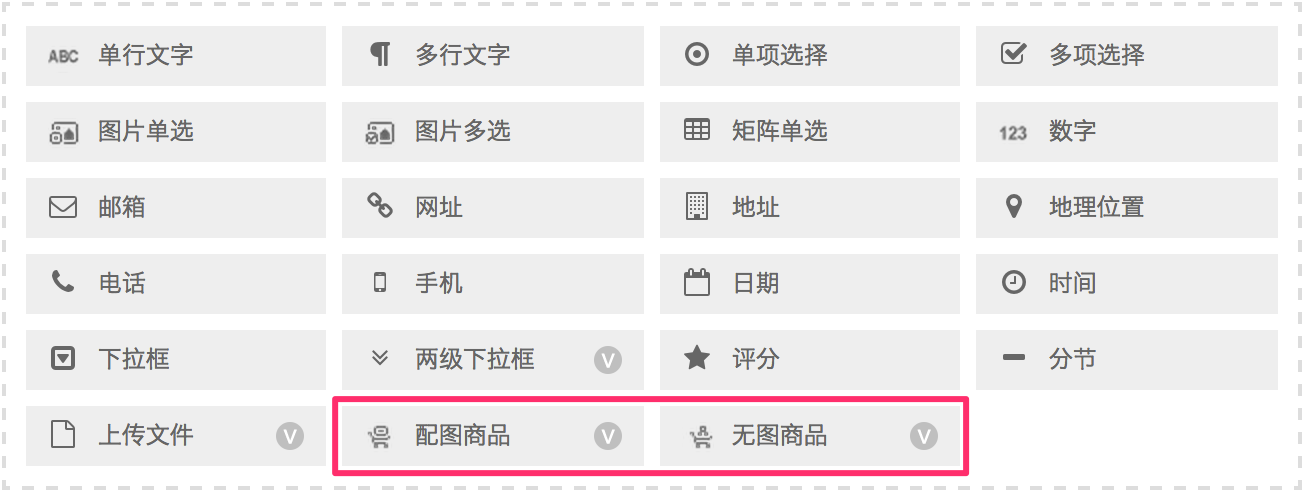 ABC 单行文字
多行文字
单项选择
多项选择
图片单选
图片多选
矩阵单选
123 数字
邮箱
网址
地址
地理位置
电话
手机
日期
时间
下拉框
两级下拉框 V
评分
分节
上传文件 V
配图商品 V
无图商品 V